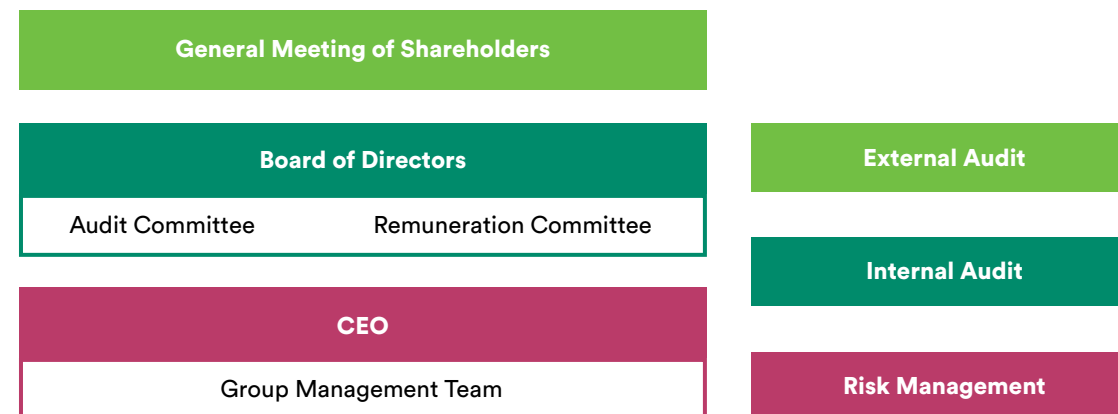 General Meeting of Shareholders
Board of Directors
Audit Committee
Remuneration Committee
CEO
Group Management Team
External Audit
Internal Audit
Risk Management